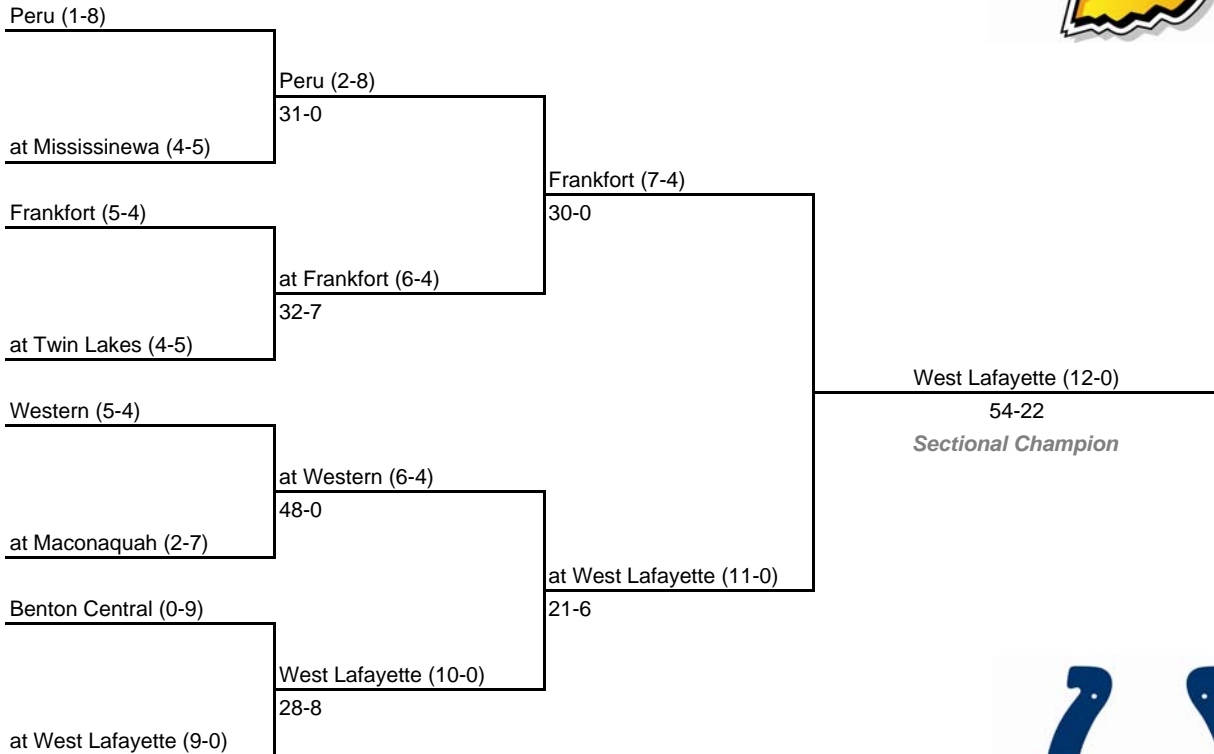 Peru (1-8)
Peru (2-8)
31-0
at Mississinewa (4-5)
Frankfort (7-4)
30-0
Frankfort (5-4)
at Frankfort (6-4)
32-7
at Twin Lakes (4-5)
West Lafayette (12-0)
54-22
Sectional Champion
Western (5-4)
at Western (6-4)
48-0
at Maconaquah (2-7)
at West Lafayette (11-0)
21-6
Benton Central (0-9)
West Lafayette (10-0)
28-8
at West Lafayette (9-0)